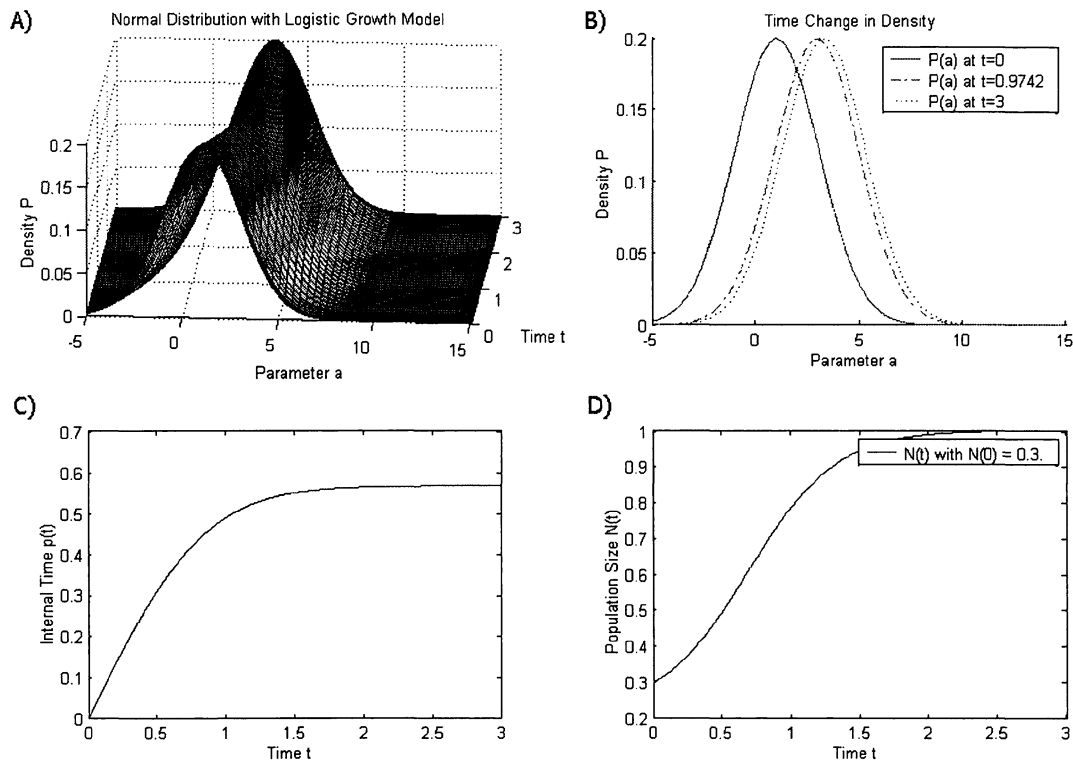 A)
Normal Distribution with Logistic Growth Model
Density P
0.2
0.15
0.1
0.05
0
-5
0
5
10
15
Parameter a
0
1
2
3
Time t
B)
Time Change in Density
P(a) at t=0
P(a) at t=0.9742
P(a) at t=3
Density P
0.2
0.15
0.1
0.05
0
-5
0
5
10
15
Parameter a
C)
Internal Time p(t)
0.7
0.6
0.5
0.4
0.3
0.2
0.1
0
0
0.5
1
1.5
2
2.5
3
Time t
D)
N(t) with N(0) = 0.3.
Population Size N(t)
1
0.9
0.8
0.7
0.6
0.5
0.4
0.3
0.2
0
0.5
1
1.5
2
2.5
3
Time t